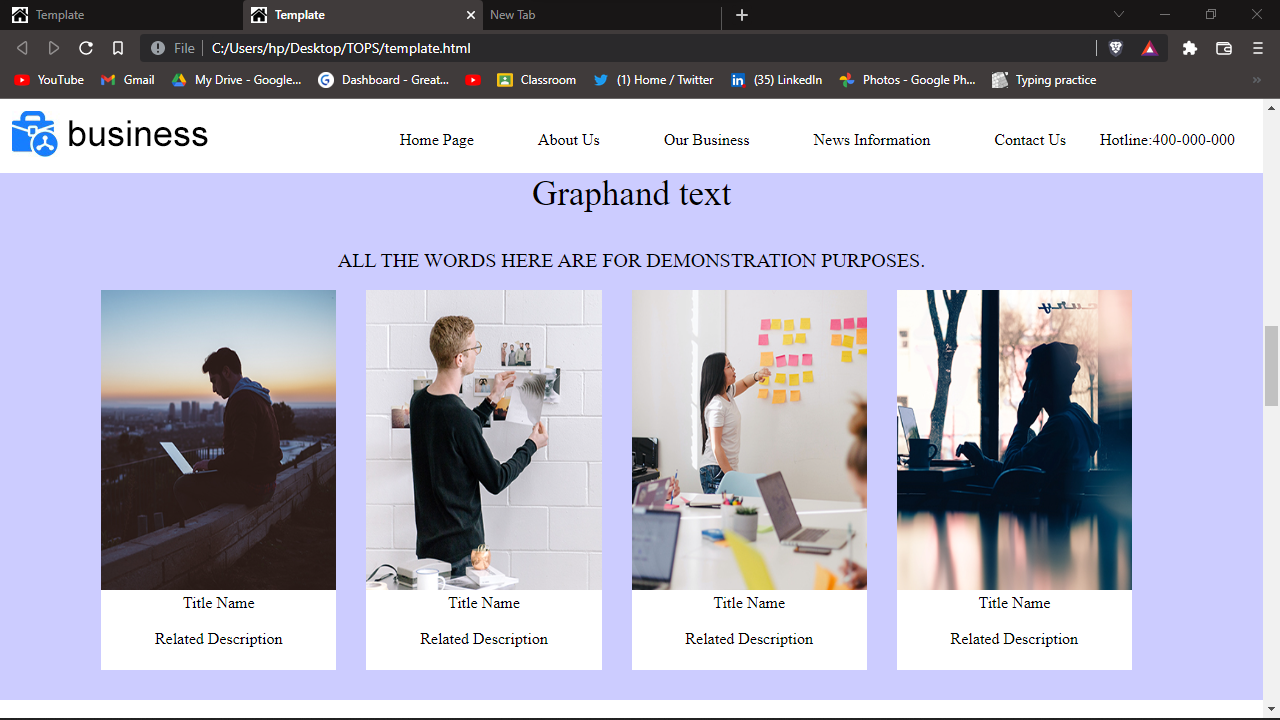 Template
Template
New Tab
File
C:/Users/hp/Desktop/TOPS/template.html
YouTube
Gmail
My Drive - Google...
Dashboard - Great...
Classroom
(1) Home / Twitter
(35) LinkedIn
Photos - Google Ph...
Typing practice
business
Home Page
About Us
Our Business
News Information
Contact Us
Hotline:400-000-000
Graphand text
ALL THE WORDS HERE ARE FOR DEMONSTRATION PURPOSES.
Title Name
Title Name
Title Name
Title Name
Related Description
Related Description
Related Description
Related Description